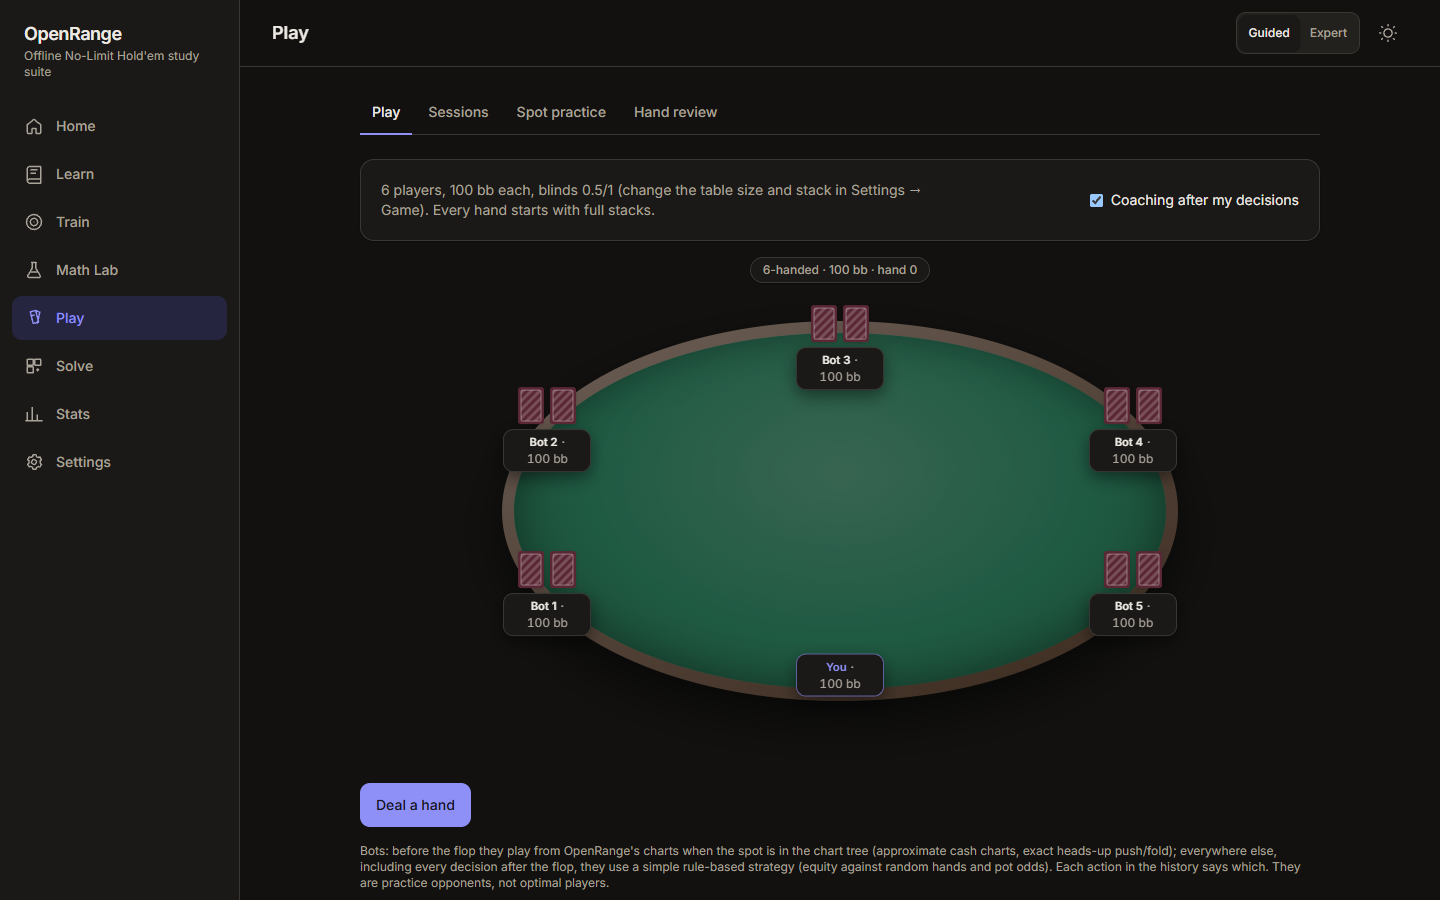 OpenRange
Offline No-Limit Hold'em study
suite
Home
Learn
Train
Math Lab
Play
Solve
Stats
Settings
Play
Guided
Expert
Play
Sessions
Spot practice
Hand review
6 players, 100 bb each, blinds 0.5/1 (change the table size and stack in Settings →
Game). Every hand starts with full stacks.
Coaching after my decisions
6-handed · 100 bb · hand 0
Bot 3 ·
100 bb
Bot 2 ·
100 bb
Bot 4 ·
100 bb
Bot 1 ·
100 bb
Bot 5 ·
100 bb
You ·
100 bb
Deal a hand
Bots: before the flop they play from OpenRange's charts when the spot is in the chart tree (approximate cash charts, exact heads-up push/fold); everywhere else,
including every decision after the flop, they use a simple rule-based strategy (equity against random hands and pot odds). Each action in the history says which. They
are practice opponents, not optimal players.